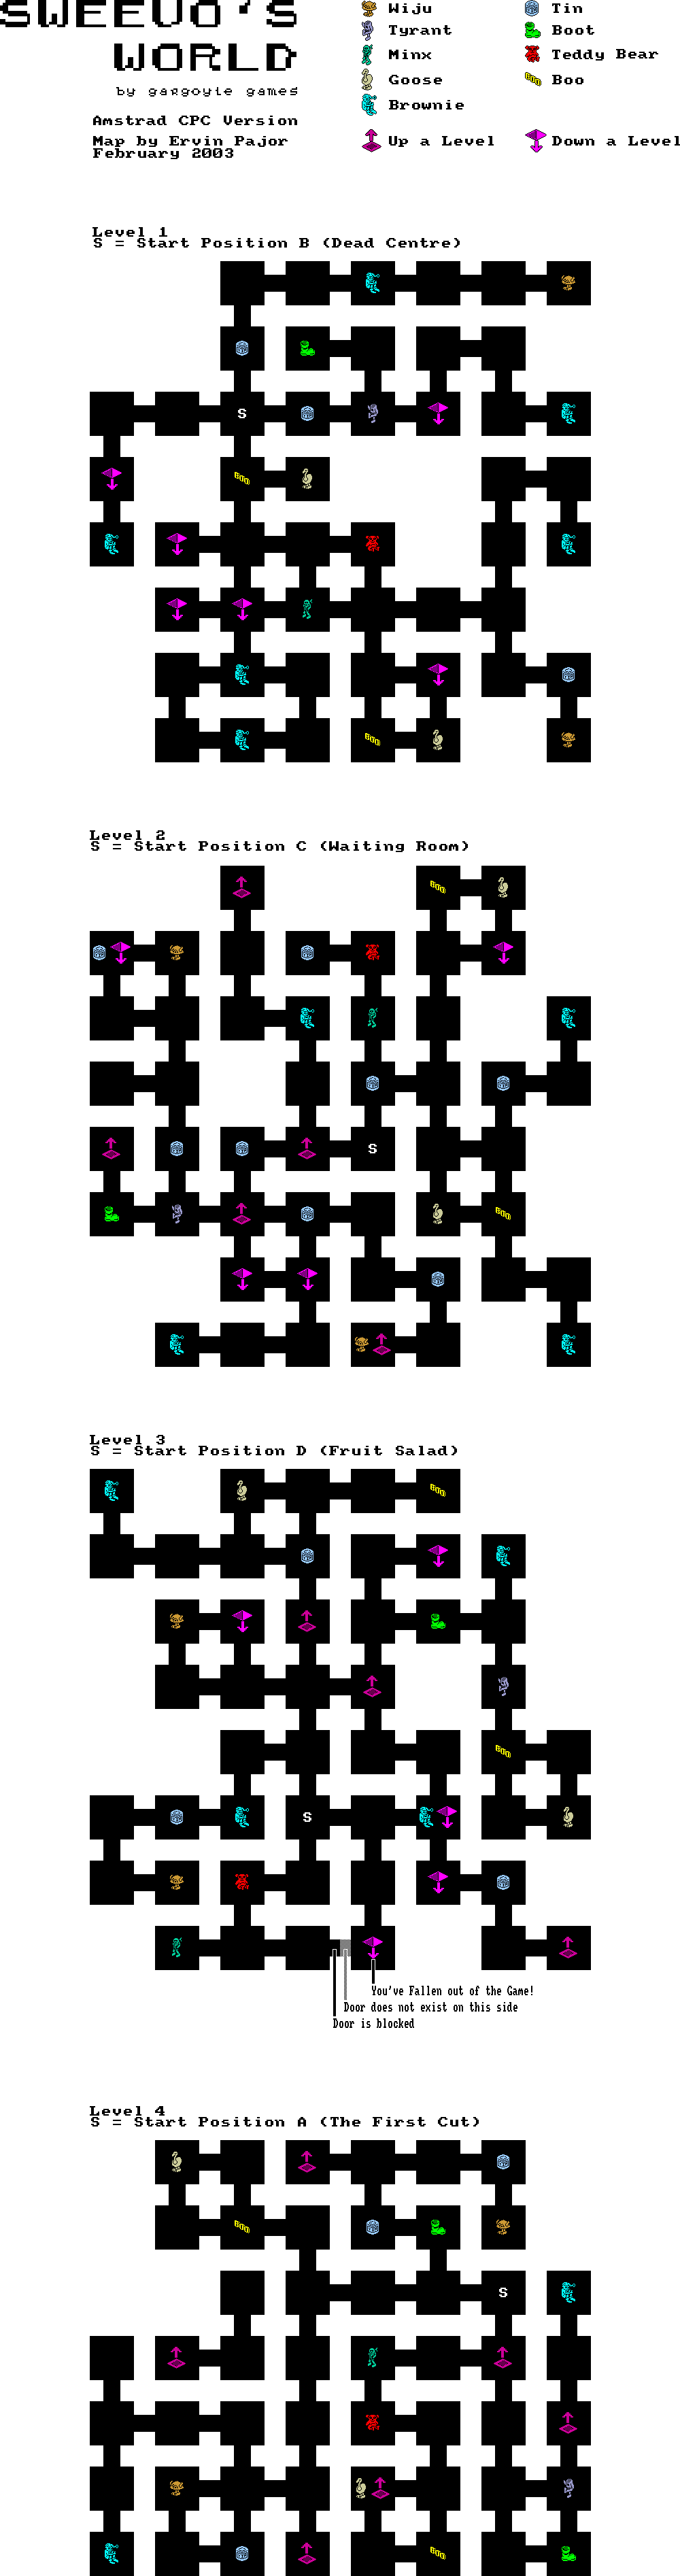 SWEEVO'S
WORLD
by gargoyle games
Amstrad CPC Version
Map by Ervin Pajor
February 2003
Wiju
Tin
Tyrant
Boot
Minx
Teddy Bear
Goose
Boo
Brownie
Up a Level
Down a Level
Level 1
S = Start Position B (Dead Centre)
S
BOO
BOO
Level 2
S = Start Position C (Waiting Room)
BOO
S
BOO
Level 3
S = Start Position D (Fruit Salad)
BOO
BOO
S
You've Fallen out of the Game!
Door does not exist on this side
Door is blocked
Level 4
S = Start Position A (The First Cut)
BOO
S
BOO